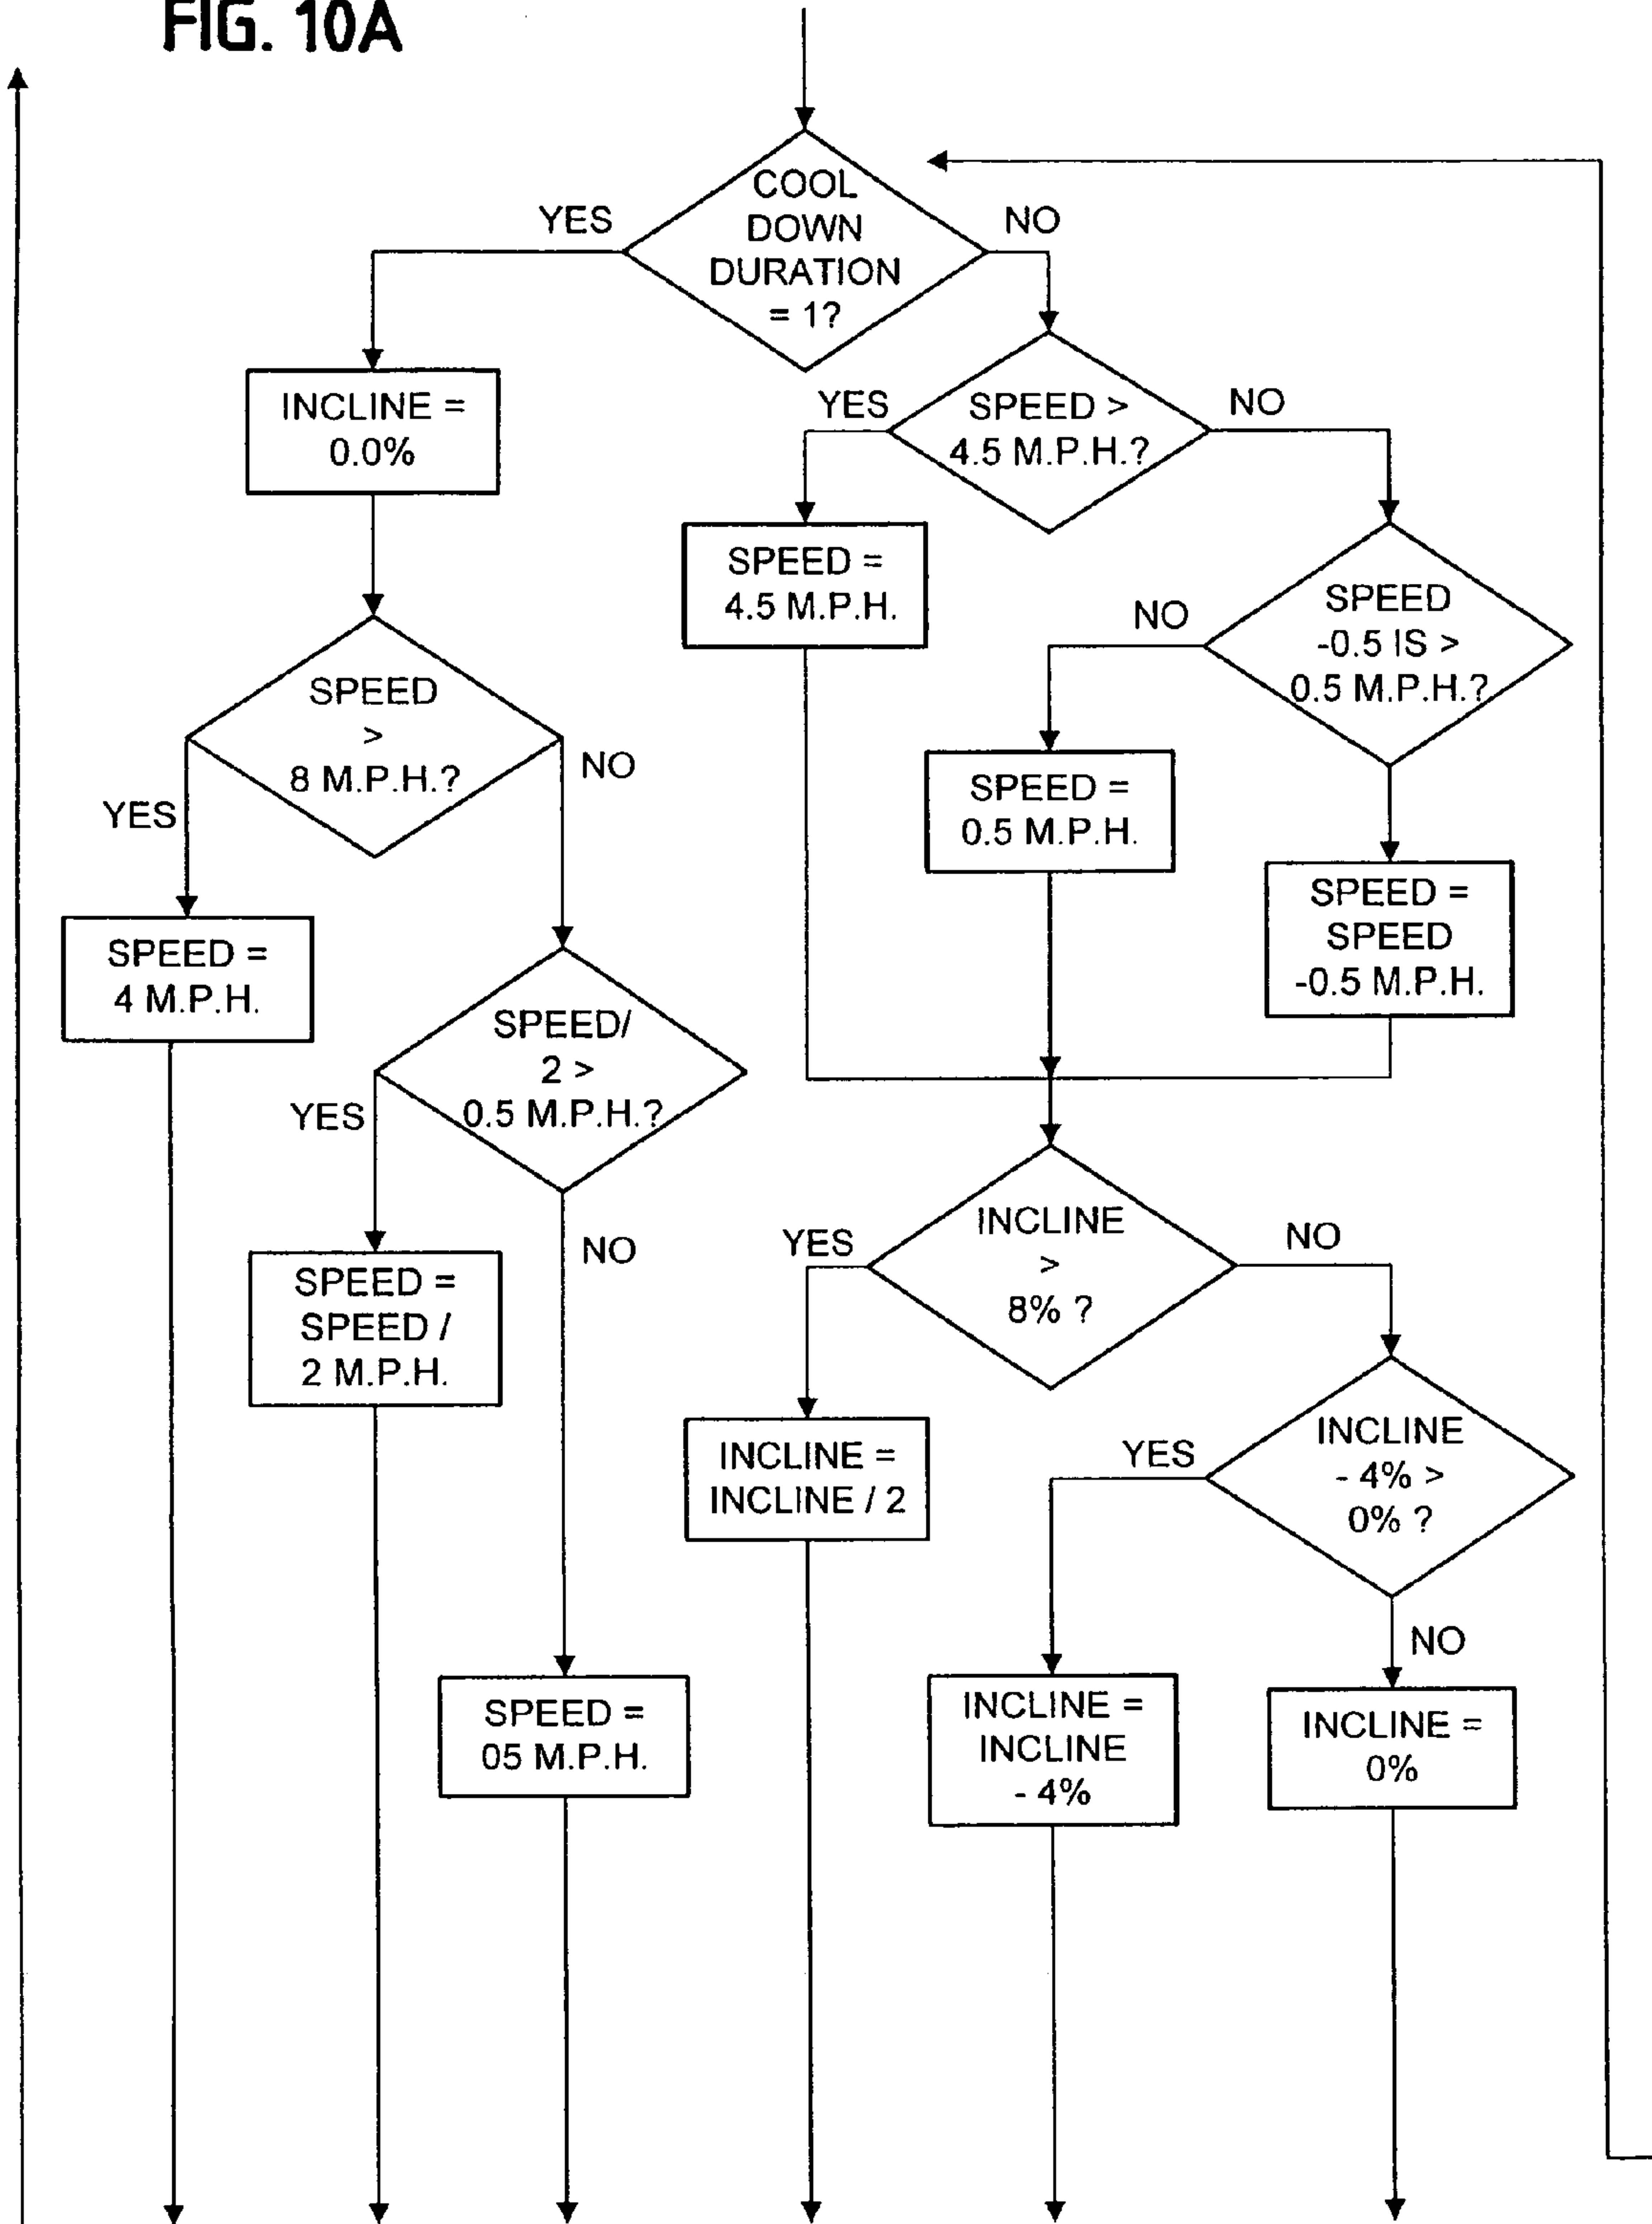 FIG. 10A
COOL
DOWN
DURATION
= 1?
YES
NO
INCLINE =
0.0%
SPEED >
4.5 M.P.H.?
YES
NO
SPEED =
4.5 M.P.H.
SPEED
-0.5 IS >
0.5 M.P.H.?
NO
SPEED
>
8 M.P.H.?
YES
NO
SPEED =
0.5 M.P.H.
SPEED =
SPEED
-0.5 M.P.H.
SPEED =
4 M.P.H.
SPEED/
2 >
0.5 M.P.H.?
YES
NO
INCLINE
>
8% ?
YES
NO
SPEED =
SPEED /
2 M.P.H.
INCLINE =
INCLINE / 2
INCLINE
- 4% >
0% ?
YES
NO
SPEED =
05 M.P.H.
INCLINE =
INCLINE
- 4%
INCLINE =
0%